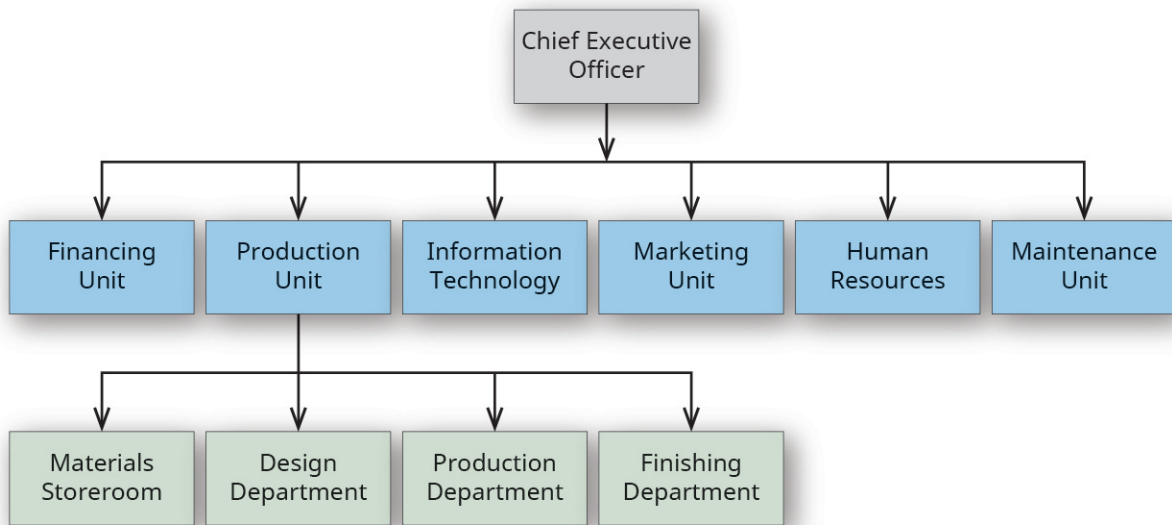 Chief Executive
Officer
Financing
Unit
Production
Unit
Information
Technology
Marketing
Unit
Human
Resources
Maintenance
Unit
Materials
Storeroom
Design
Department
Production
Department
Finishing
Department